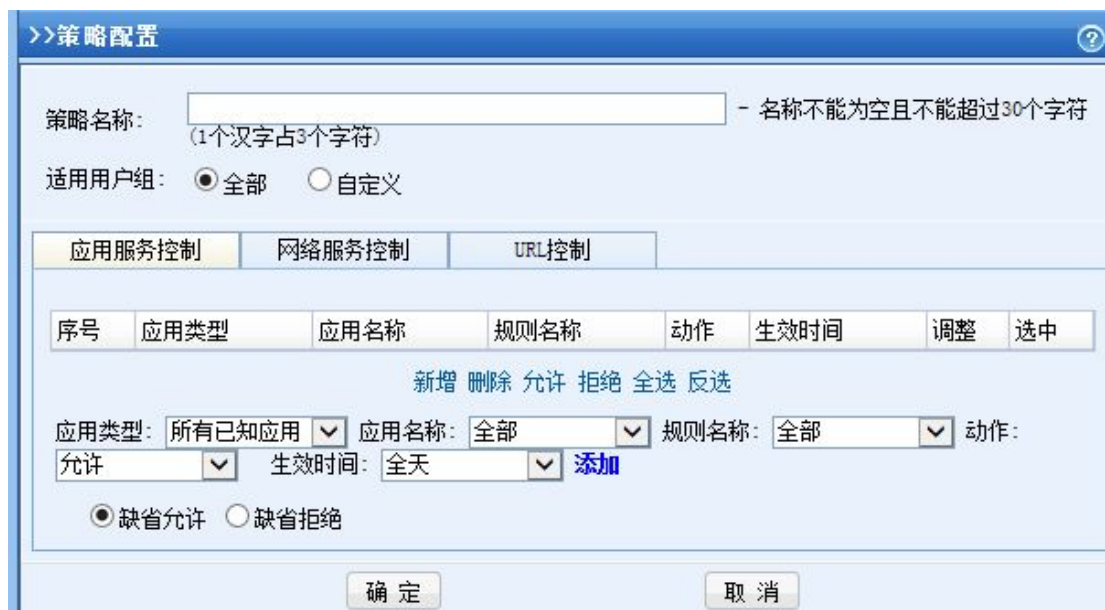 >>策略配置
策略名称： - 名称不能为空且不能超过30个字符
(1个汉字占3个字符)
适用用户组： 全部 自定义
应用服务控制 网络服务控制 URL控制
序号 应用类型 应用名称 规则名称 动作 生效时间 调整 选中
新增 删除 允许 拒绝 全选 反选
应用类型： 所有已知应用 应用名称： 全部 规则名称： 全部 动作：
允许 生效时间： 全天 添加
缺省允许 缺省拒绝
确 定 取 消